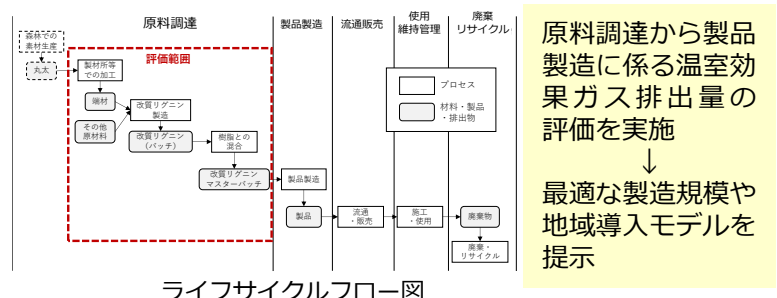 原料調達
製品製造
流通販売
使用
維持管理
廃棄
リサイクル
森林での
素材生産
評価範囲
丸太
製材所等
での加工
プロセス
材料・製品
・排出物
端材
改質リグニン
製造
その他
原材料
改質リグニン
(バッチ)
樹脂との
混合
改質リグニン
マスターバッチ
製品製造
製品
流通
・販売
施工
・使用
廃棄物
廃棄・
リサイクル
ライフサイクルフロー図
原料調達から製品
製造に係る温室効
果ガス排出量の
評価を実施
↓
最適な製造規模や
地域導入モデルを
提示